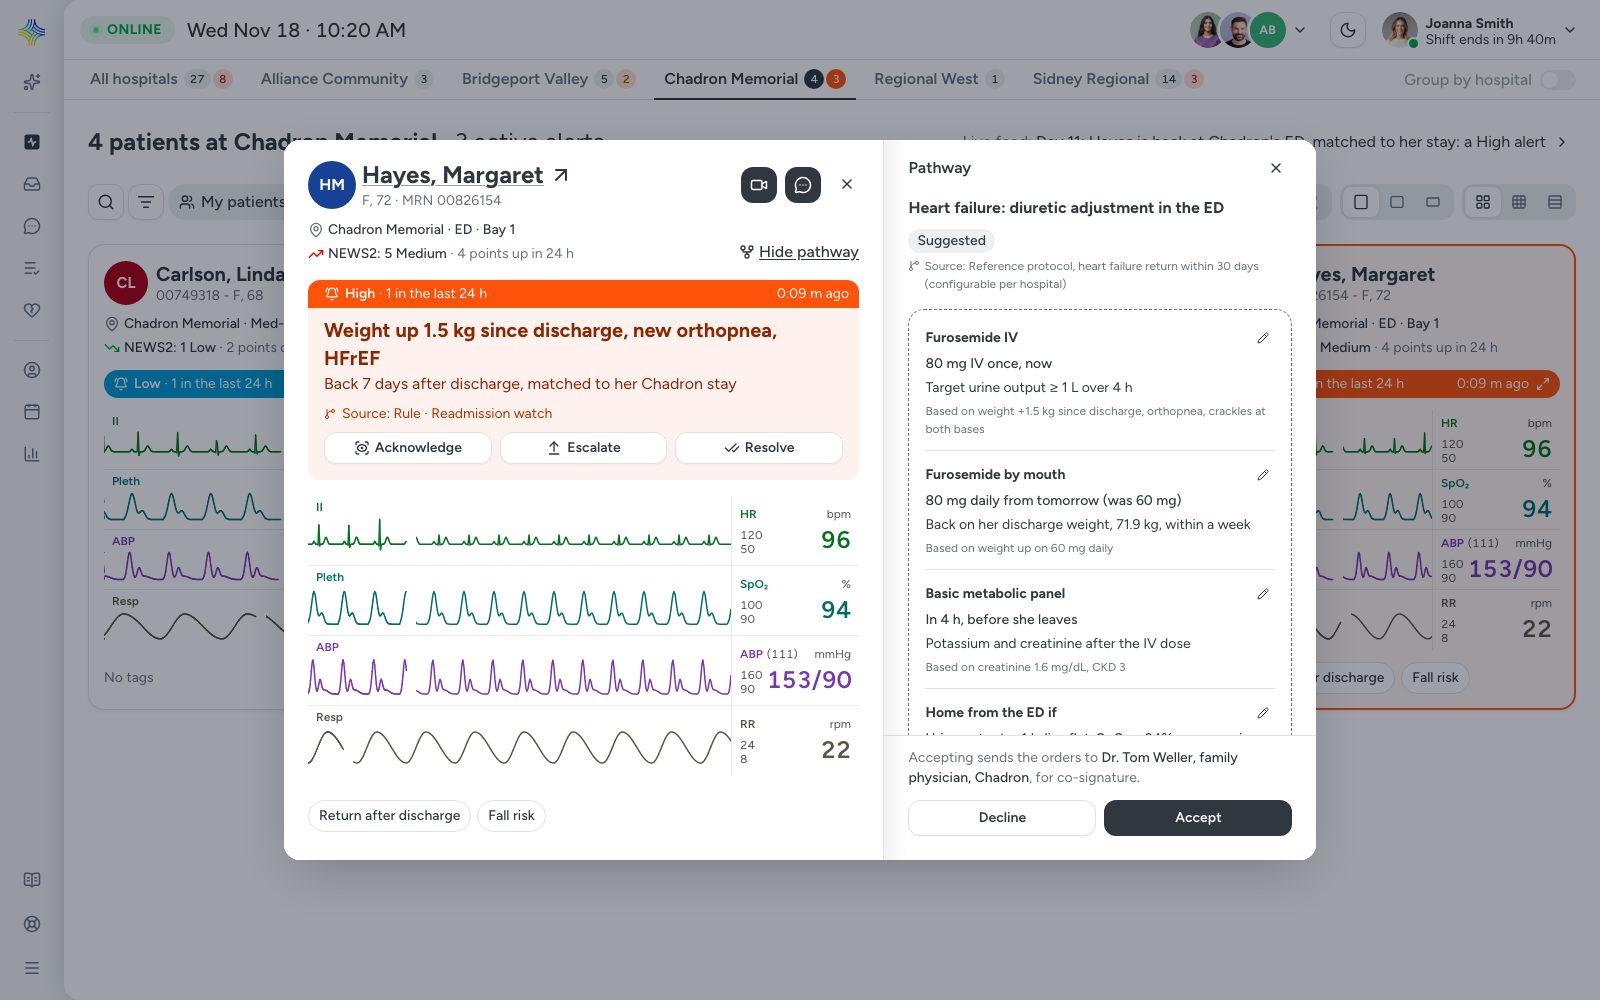 ONLINE
Wed Nov 18 · 10:20 AM
AB
Joanna Smith
Shift ends in 9h 40m
All hospitals 27 8
Alliance Community 3
Bridgeport Valley 5 2
Chadron Memorial 4 3
Regional West 1
Sidney Regional 14 3
Group by hospital
4 patients at Chadron Memorial · 3 active alerts
Live feed: Day 11: Hayes is back at Chadron's ED, matched to her stay: a High alert
My patients
CL
Carlson, Linda
00749318 - F, 68
Chadron Memorial · Med-
NEWS2: 1 Low · 2 points
Low · 1 in the last 24 h
II
Pleth
ABP
Resp
No tags
HM
Hayes, Margaret
F, 72 · MRN 00826154
Chadron Memorial · ED · Bay 1
NEWS2: 5 Medium · 4 points up in 24 h
Hide pathway
High · 1 in the last 24 h
0:09 m ago
Weight up 1.5 kg since discharge, new orthopnea,
HFrEF
Back 7 days after discharge, matched to her Chadron stay
Source: Rule · Readmission watch
Acknowledge
Escalate
Resolve
II
HR bpm
120
50
96
Pleth
SpO₂ %
100
90
94
ABP
ABP (111) mmHg
160
90
153/90
Resp
RR rpm
24
8
22
Return after discharge
Fall risk
Pathway
Heart failure: diuretic adjustment in the ED
Suggested
Source: Reference protocol, heart failure return within 30 days
(configurable per hospital)
Furosemide IV
80 mg IV once, now
Target urine output ≥ 1 L over 4 h
Based on weight +1.5 kg since discharge, orthopnea, crackles at
both bases
Furosemide by mouth
80 mg daily from tomorrow (was 60 mg)
Back on her discharge weight, 71.9 kg, within a week
Based on weight up on 60 mg daily
Basic metabolic panel
In 4 h, before she leaves
Potassium and creatinine after the IV dose
Based on creatinine 1.6 mg/dL, CKD 3
Home from the ED if
Accepting sends the orders to Dr. Tom Weller, family
physician, Chadron, for co-signature.
Decline
Accept
es, Margaret
6154 - F, 72
Memorial · ED · Bay 1
Medium · 4 points up in 24 h
n the last 24 h
0:09 m ago
HR bpm
120
50
96
SpO₂ %
100
90
94
ABP (111) mmHg
160
90
153/90
RR rpm
24
8
22
r discharge
Fall risk